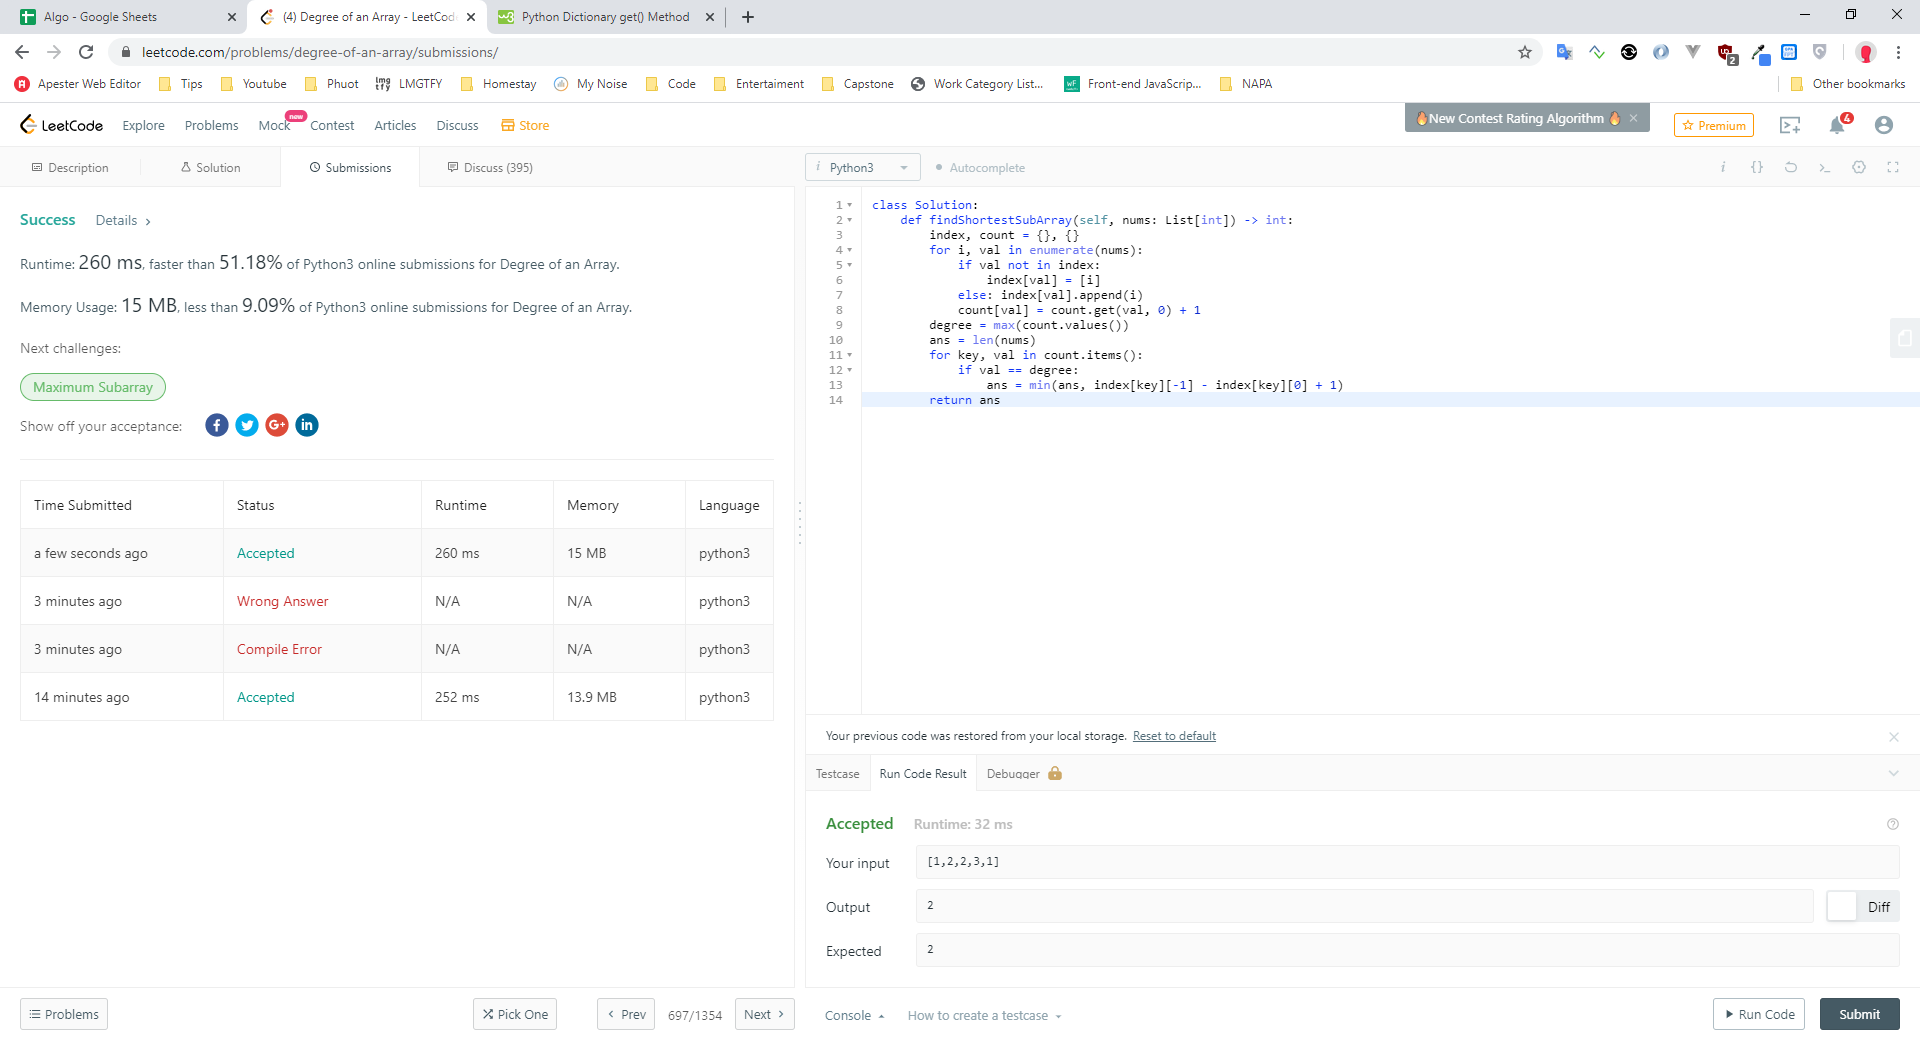 Algo - Google Sheets
(4) Degree of an Array - LeetCod
Python Dictionary get() Method
leetcode.com/problems/degree-of-an-array/submissions/
2
Apester Web Editor Tips Youtube Phuot LMGTFY Homestay My Noise Code Entertaiment Capstone Work Category List... Front-end JavaScrip... NAPA Other bookmarks
LeetCode Explore Problems Mock new Contest Articles Discuss Store
🔥New Contest Rating Algorithm 🔥 ×
Premium
4
Description Solution Submissions Discuss (395)
i Python3 Autocomplete
Success Details
Runtime: 260 ms, faster than 51.18% of Python3 online submissions for Degree of an Array.
Memory Usage: 15 MB, less than 9.09% of Python3 online submissions for Degree of an Array.
Next challenges:
Maximum Subarray
Show off your acceptance:
Time Submitted Status Runtime Memory Language
a few seconds ago Accepted 260 ms 15 MB python3
3 minutes ago Wrong Answer N/A N/A python3
3 minutes ago Compile Error N/A N/A python3
14 minutes ago Accepted 252 ms 13.9 MB python3
1 class Solution:
2     def findShortestSubArray(self, nums: List[int]) -> int:
3         index, count = {}, {}
4         for i, val in enumerate(nums):
5             if val not in index:
6                 index[val] = [i]
7             else: index[val].append(i)
8             count[val] = count.get(val, 0) + 1
9         degree = max(count.values())
10         ans = len(nums)
11         for key, val in count.items():
12             if val == degree:
13                 ans = min(ans, index[key][-1] - index[key][0] + 1)
14         return ans
Your previous code was restored from your local storage. Reset to default
Testcase Run Code Result Debugger
Accepted Runtime: 32 ms
Your input [1,2,2,3,1]
Output 2 Diff
Expected 2
Problems Pick One Prev 697/1354 Next
Console How to create a testcase Run Code Submit